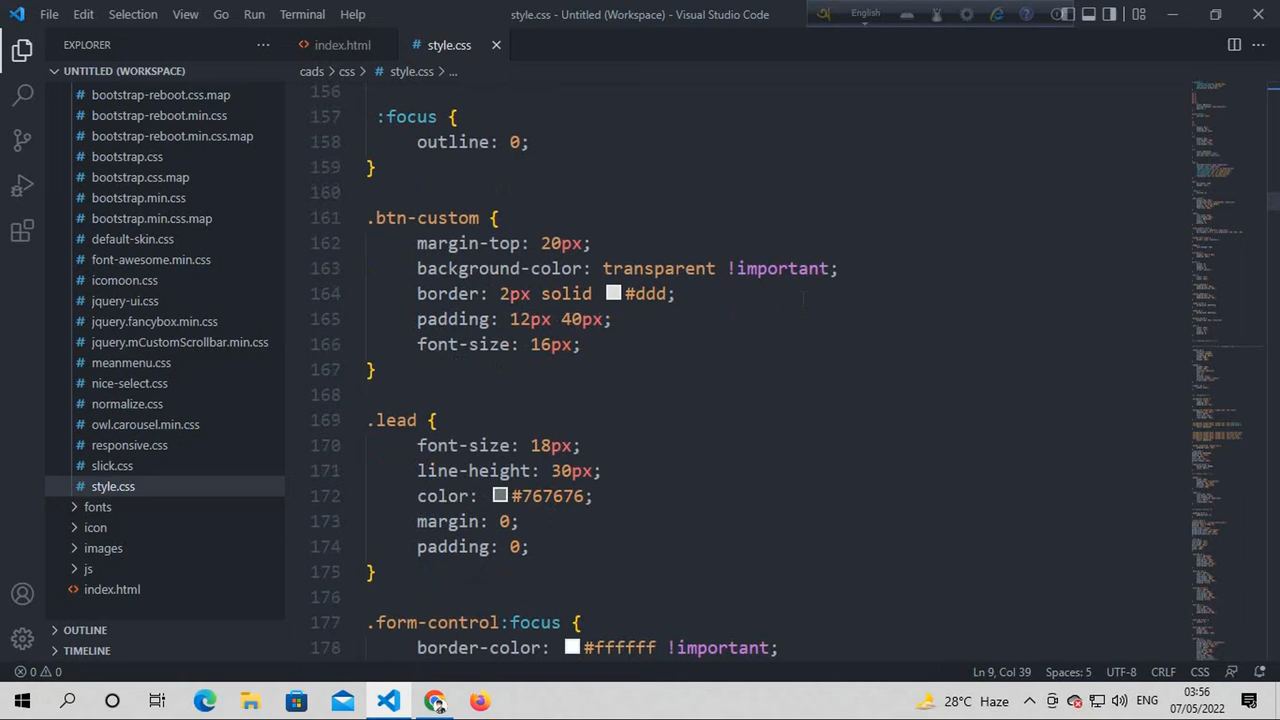 File Edit Selection View Go Run Terminal Help
style.css - Untitled (Workspace) - Visual Studio Code
English
EXPLORER
index.html
style.css
UNTITLED (WORKSPACE)
cads > css > # style.css > ...
# bootstrap-reboot.css.map
# bootstrap-reboot.min.css
# bootstrap-reboot.min.css.map
# bootstrap.css
# bootstrap.css.map
# bootstrap.min.css
# bootstrap.min.css.map
# default-skin.css
# font-awesome.min.css
# icomoon.css
# jquery-ui.css
# jquery.fancybox.min.css
# jquery.mCustomScrollbar.min.css
# meanmenu.css
# nice-select.css
# normalize.css
# owl.carousel.min.css
# responsive.css
# slick.css
# style.css
> fonts
> icon
> images
> js
<> index.html
> OUTLINE
> TIMELINE
156
157 :focus {
158 outline: 0;
159 }
160
161 .btn-custom {
162 margin-top: 20px;
163 background-color: transparent !important;
164 border: 2px solid #ddd;
165 padding: 12px 40px;
166 font-size: 16px;
167 }
168
169 .lead {
170 font-size: 18px;
171 line-height: 30px;
172 color: #767676;
173 margin: 0;
174 padding: 0;
175 }
176
177 .form-control:focus {
178 border-color: #ffffff !important;
0 0
Ln 9, Col 39 Spaces: 5 UTF-8 CRLF CSS
28°C Haze
ENG
03:56
07/05/2022